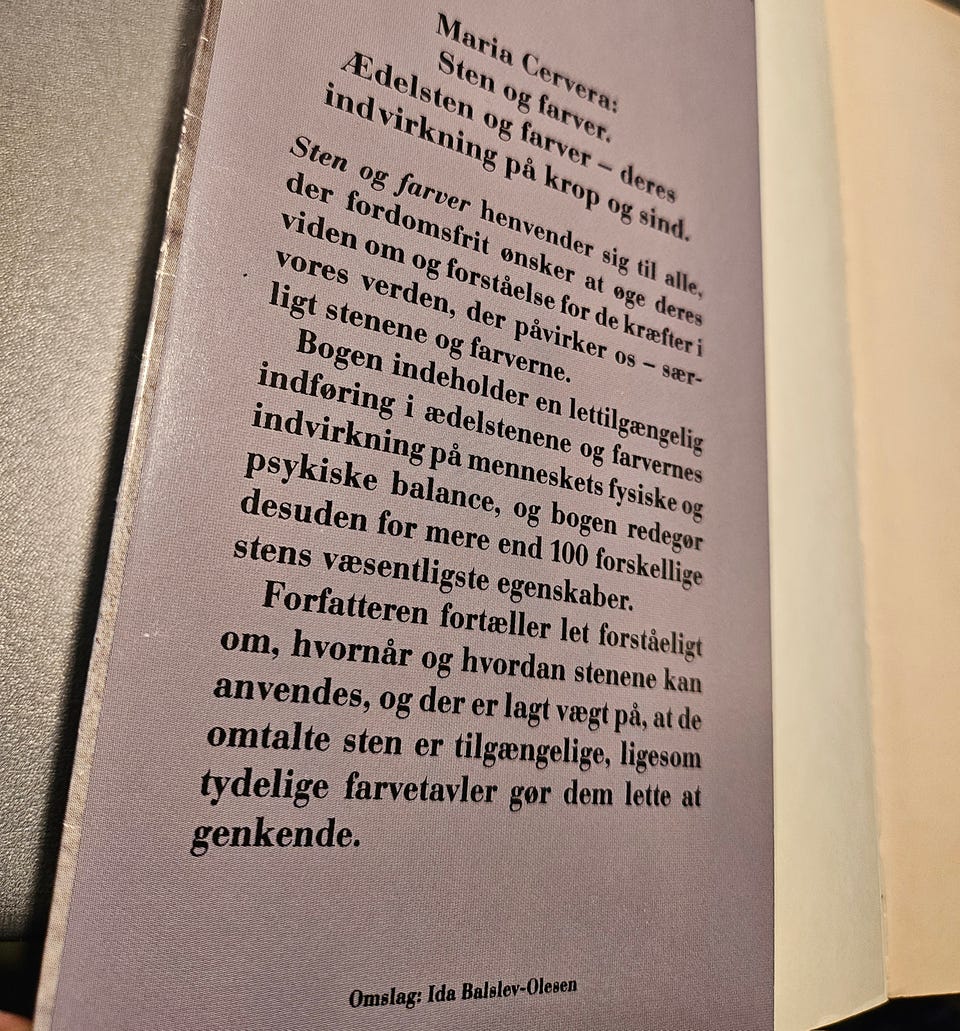 Maria Cervera:
Sten og farver.
Ædelsten og farver – deres
indvirkning på krop og sind.
Sten og farver henvender sig til alle,
der fordomsfrit ønsker at øge deres
viden om og forståelse for de kræfter i
vores verden, der påvirker os – sær-
ligt stenene og farverne.
Bogen indeholder en lettilgængelig
indføring i ædelstenene og farvernes
indvirkning på menneskets fysiske og
psykiske balance, og bogen redegør
desuden for mere end 100 forskellige
stens væsentligste egenskaber.
Forfatteren fortæller let forståeligt
om, hvornår og hvordan stenene kan
anvendes, og der er lagt vægt på, at de
omtalte sten er tilgængelige, ligesom
tydelige farvetavler gør dem lette at
genkende.
Omslag: Ida Balslev-Olesen